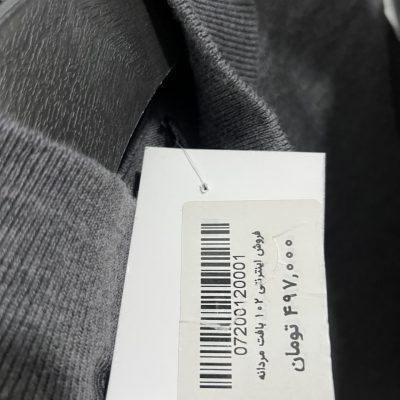 07200120001
فروش اینترنتی ۱۰۲ بافت مردانه
۴۹۷,۰۰۰ تومان